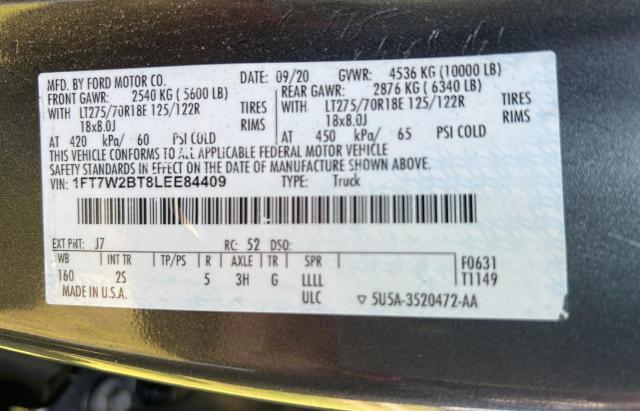 MFD. BY FORD MOTOR CO. 09/20 GVWR: 4536 KG (10000 LB)
FRONT GAWR: 2540 KG (5600 LB) REAR GAWR: 2876 KG (6340 LB)
WITH LT275/70R18E 125/122R TIRES WITH LT275/70R18E 125/122R TIRES
18x8.0J RIMS 18x8.0J RIMS
AT 420 kPa/ 60 PSI COLD AT 450 kPa/ 65 PSI COLD
THIS VEHICLE CONFORMS TO ALL APPLICABLE FEDERAL MOTOR VEHICLE
SAFETY STANDARDS IN EFFECT ON THE DATE OF MANUFACTURE SHOWN ABOVE.
VIN: 1FT7W2BT8LEE84409 TYPE: Truck
EXT PNT: J7 RC: 52 DSO:
WB INT TR TP/PS R AXLE TR SPR F0631
160 2S 5 3H G LLLL T1149
MADE IN U.S.A. ULC ▽ 5U5A-3520472-AA